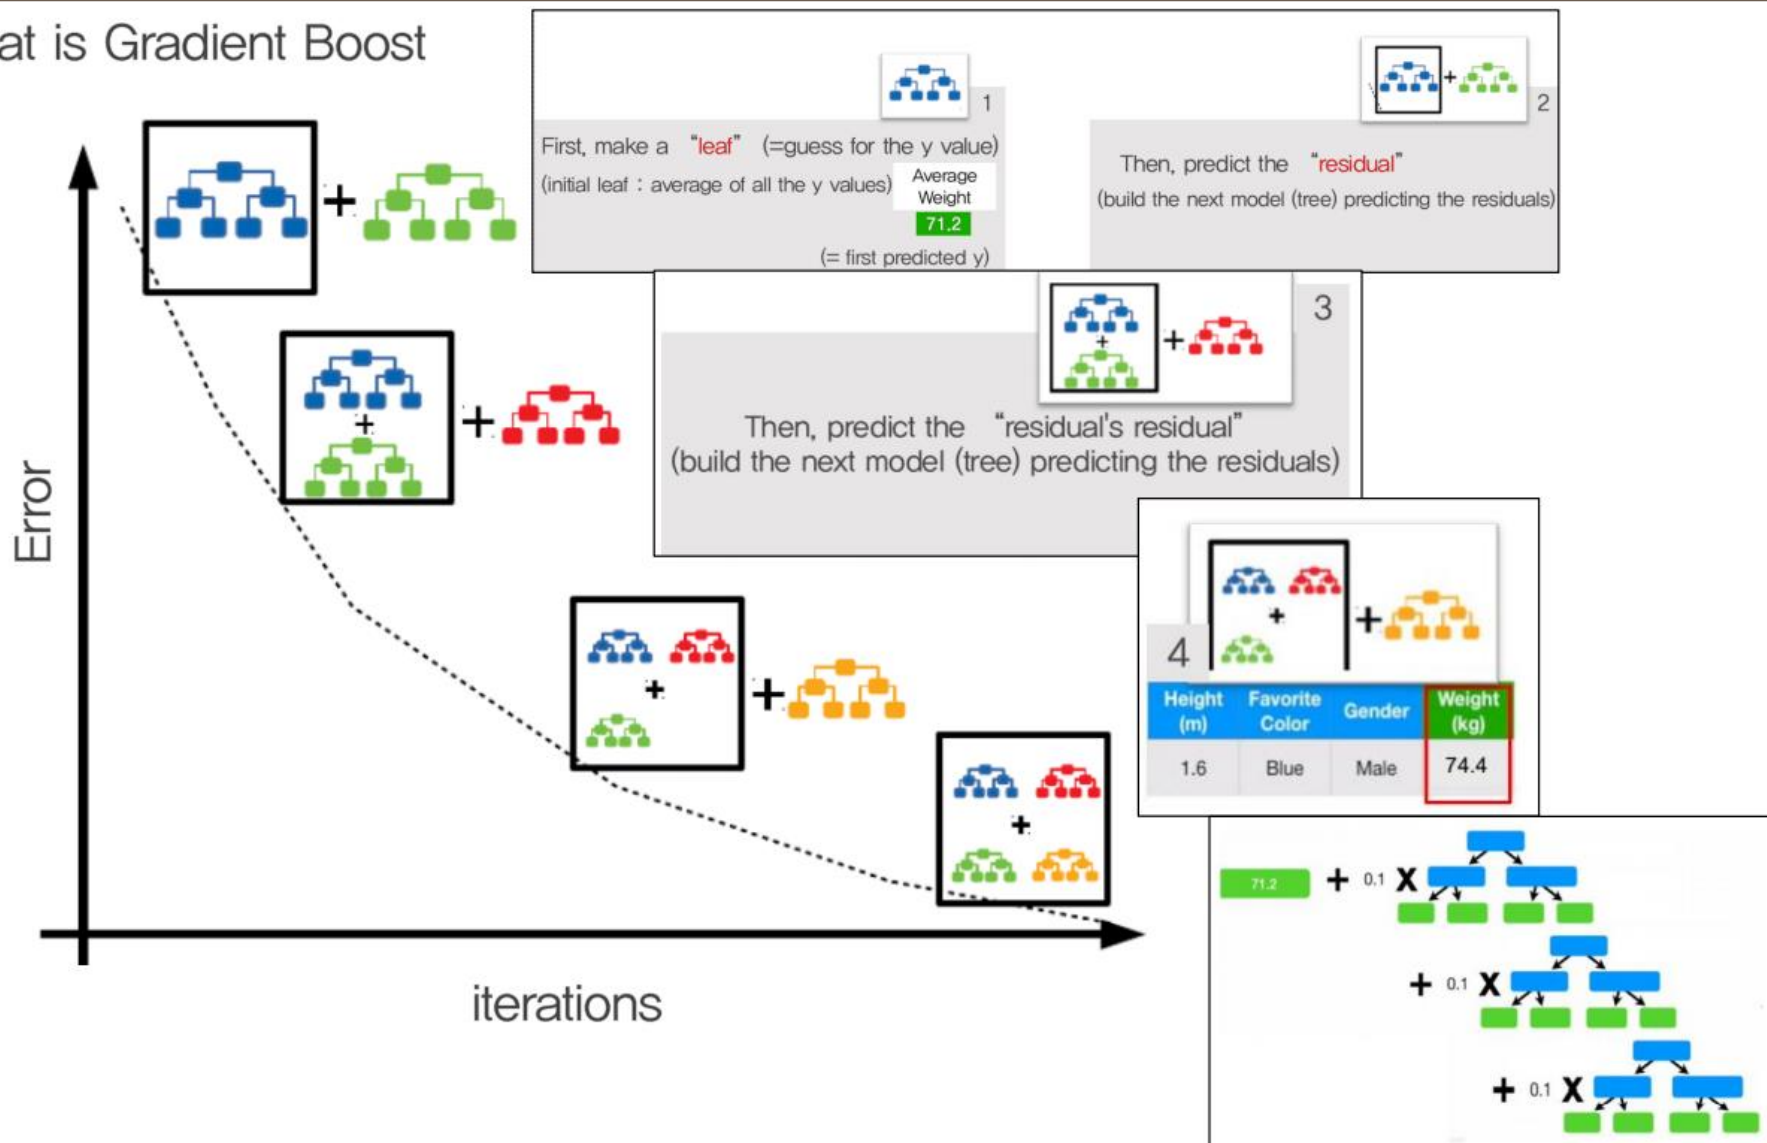 at is Gradient Boost
1
First, make a “leaf” (=guess for the y value)
(initial leaf : average of all the y values)
Average
Weight
71.2
(= first predicted y)
+
2
Then, predict the “residual”
(build the next model (tree) predicting the residuals)
+
+
+
3
Then, predict the “residual's residual”
(build the next model (tree) predicting the residuals)
+
+
+
+
4
Height
(m)
Favorite
Color
Gender
Weight
(kg)
1.6
Blue
Male
74.4
Error
+
+
+
+
+
+
iterations
71.2 + 0.1 X
+ 0.1 X
+ 0.1 X